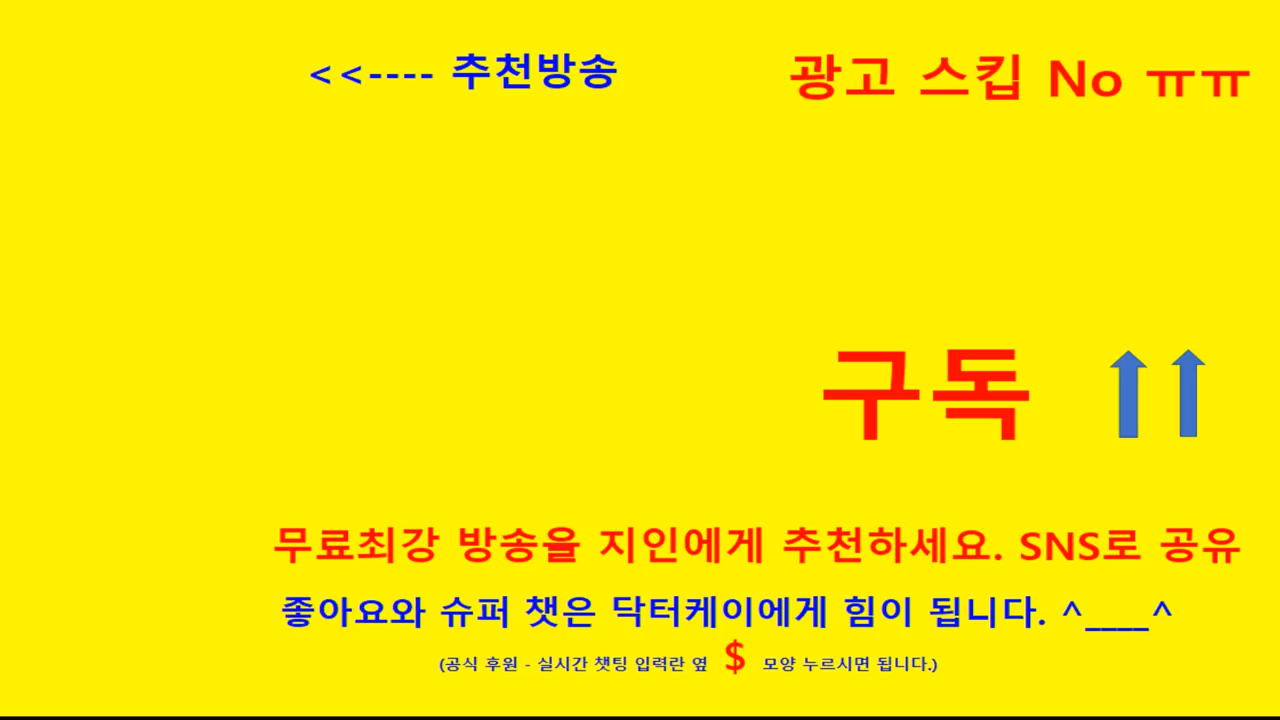 <<---- 추천방송
광고 스킵 No ㅠㅠ
구독
무료최강 방송을 지인에게 추천하세요. SNS로 공유
좋아요와 슈퍼 챗은 닥터케이에게 힘이 됩니다. ^____^
(공식 후원 - 실시간 챗팅 입력란 옆 $ 모양 누르시면 됩니다.)